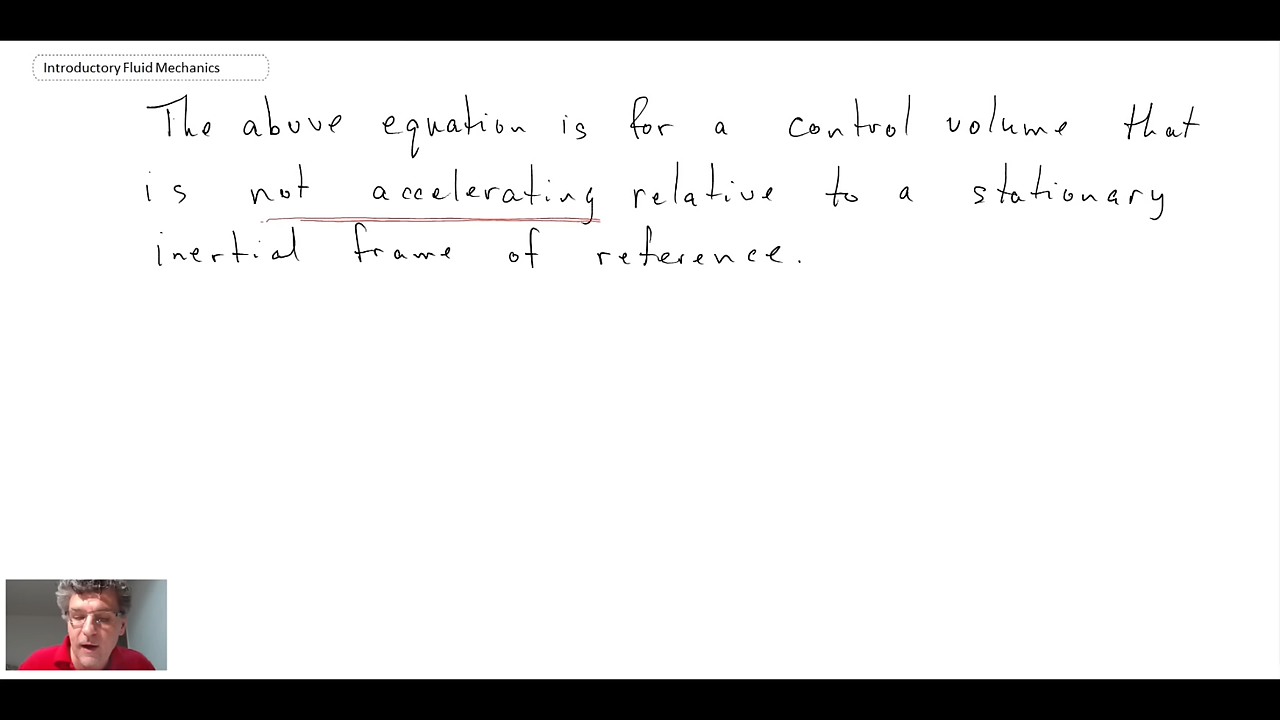 Introductory Fluid Mechanics
The above equation is for a control volume that
is not accelerating relative to a stationary
inertial frame of reference.